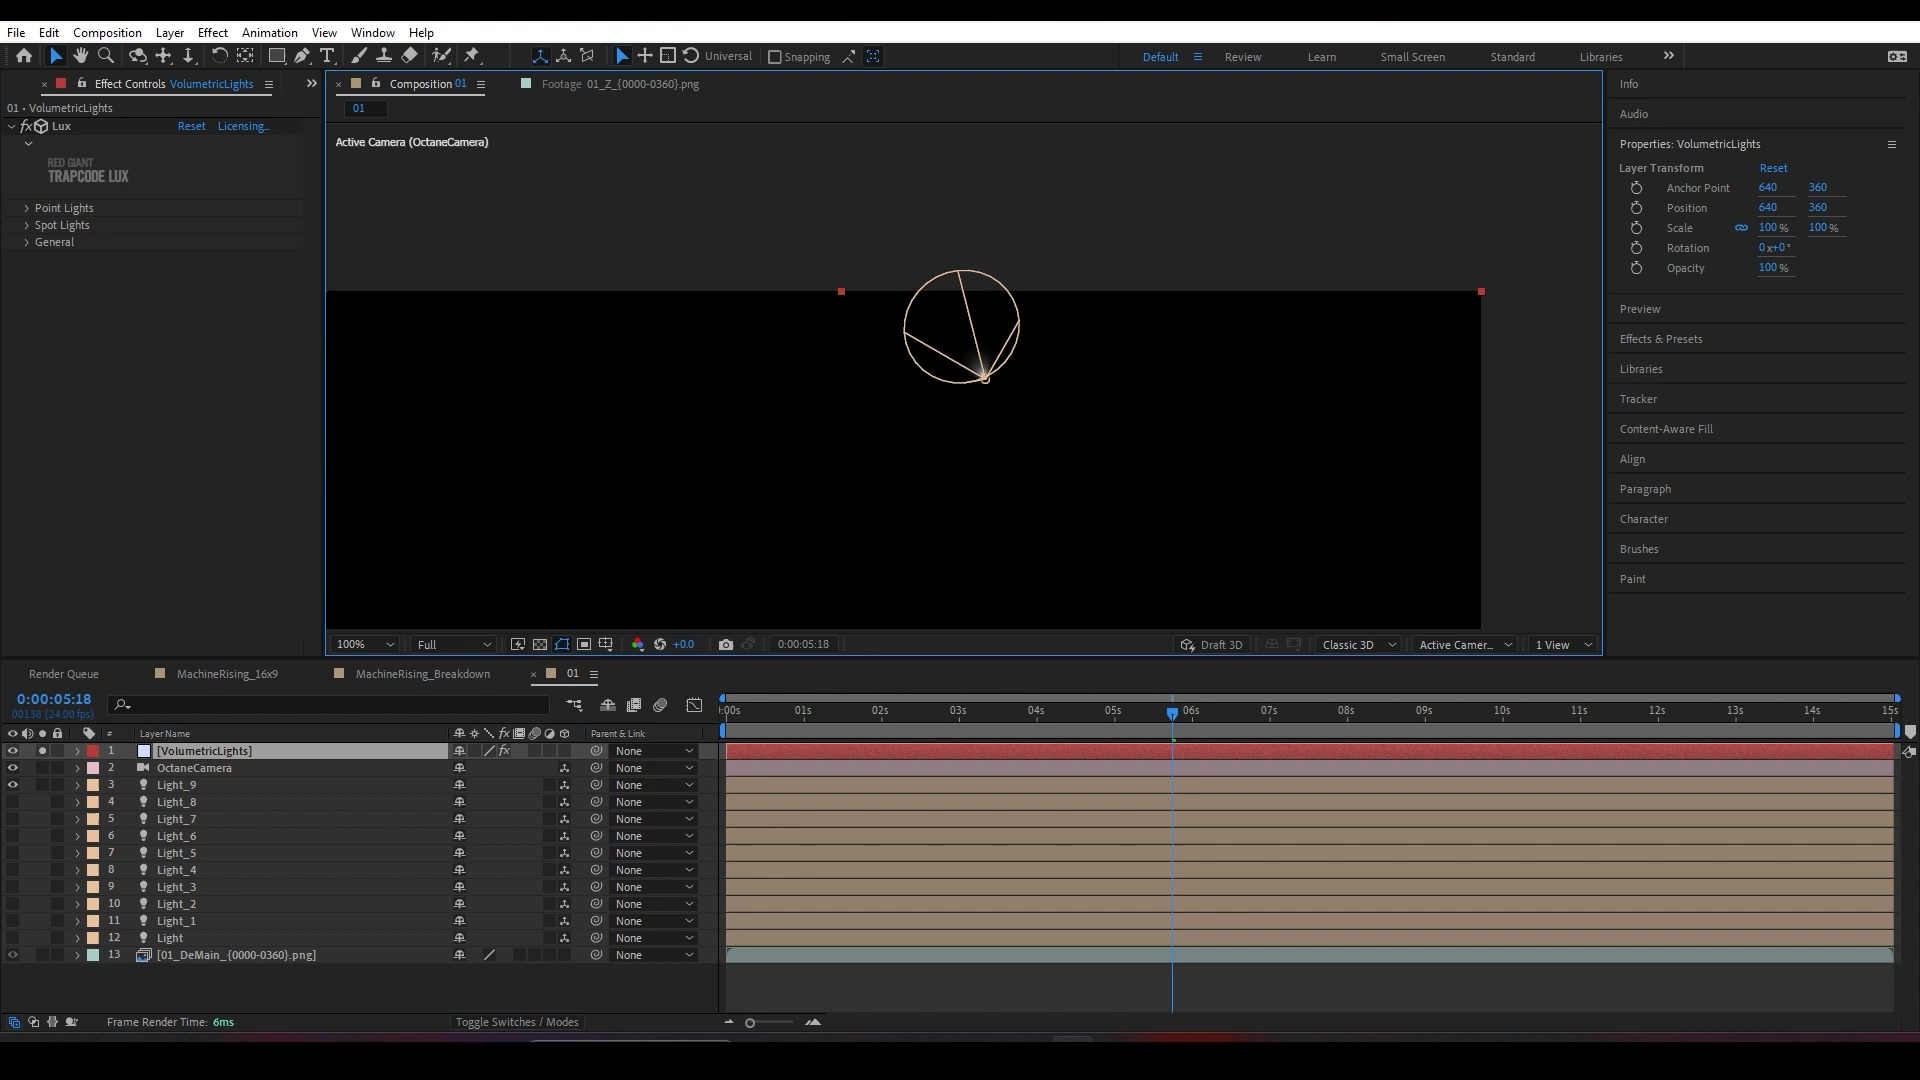 File Edit Composition Layer Effect Animation View Window Help
Universal Snapping Default Review Learn Small Screen Standard Libraries
Effect Controls VolumetricLights
Composition 01
Footage 01_Z_{0000-0360}.png
Info
01 • VolumetricLights
01
Audio
fx Lux Reset Licensing...
Active Camera (OctaneCamera)
Properties: VolumetricLights
RED GIANT
TRAPCODE LUX
Layer Transform Reset
Anchor Point 640 360
Point Lights
Position 640 360
Spot Lights
Scale 100 % 100 %
General
Rotation 0x+0°
Opacity 100 %
Preview
Effects & Presets
Libraries
Tracker
Content-Aware Fill
Align
Paragraph
Character
Brushes
Paint
100% Full +0.0 0:00:05:18 Draft 3D Classic 3D Active Camer... 1 View
Render Queue MachineRising_16x9 MachineRising_Breakdown 01
0:00:05:18
00138 (24.00 fps)
:00s 01s 02s 03s 04s 05s 06s 07s 08s 09s 10s 11s 12s 13s 14s 15s
# Layer Name fx Parent & Link
1 [VolumetricLights] fx None
2 OctaneCamera None
3 Light_9 None
4 Light_8 None
5 Light_7 None
6 Light_6 None
7 Light_5 None
8 Light_4 None
9 Light_3 None
10 Light_2 None
11 Light_1 None
12 Light None
13 [01_DeMain_{0000-0360}.png] None
Frame Render Time: 6ms Toggle Switches / Modes